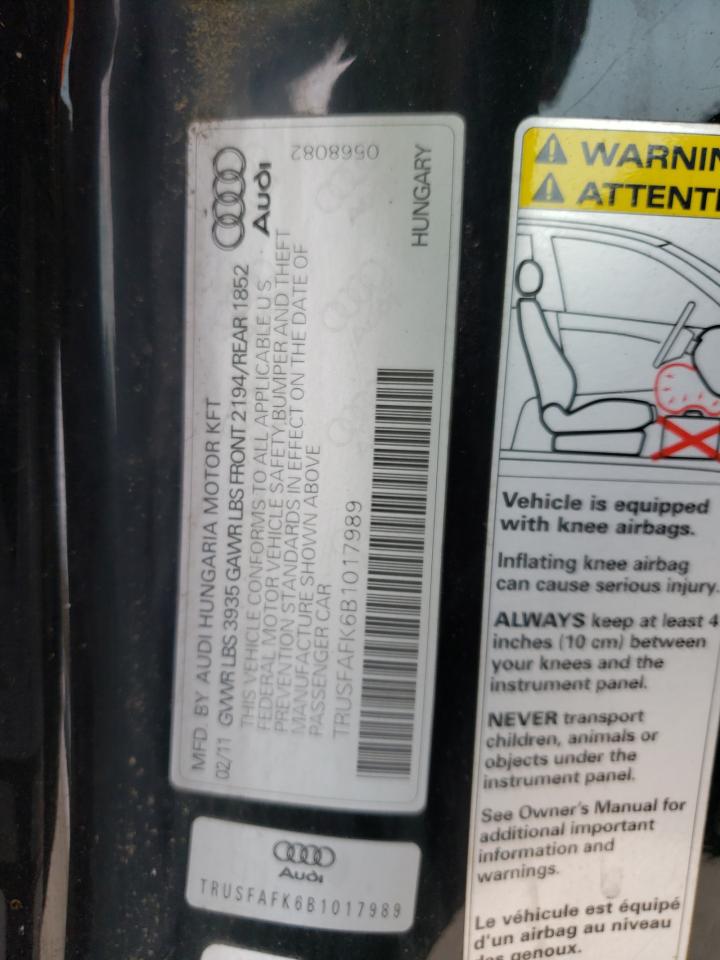 Audi
0568082
HUNGARY
MFD. BY AUDI HUNGARIA MOTOR KFT
02/11 GVWR LBS 3935 GAWR LBS FRONT 2194/REAR 1852
THIS VEHICLE CONFORMS TO ALL APPLICABLE U S
FEDERAL MOTOR VEHICLE SAFETY,BUMPER AND THEFT
PREVENTION STANDARDS IN EFFECT ON THE DATE OF
MANUFACTURE SHOWN ABOVE
PASSENGER CAR
TRUSFAFK6B1017989
Audi
TRUSFAFK6B1017989
WARNIN
ATTENTI
Vehicle is equipped
with knee airbags.
Inflating knee airbag
can cause serious injury.
ALWAYS keep at least 4
inches (10 cm) between
your knees and the
instrument panel.
NEVER transport
children, animals or
objects under the
instrument panel.
See Owner's Manual for
additional important
information and
warnings.
Le véhicule est équipé
d'un airbag au niveau
des genoux.